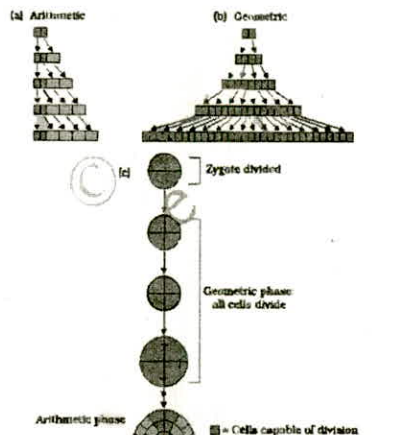 (a) Arithmetic
(b) Geometric
(c)
Zygote divided
Geometric phase
all cells divide
Arithmetic phase
= Cells capable of division